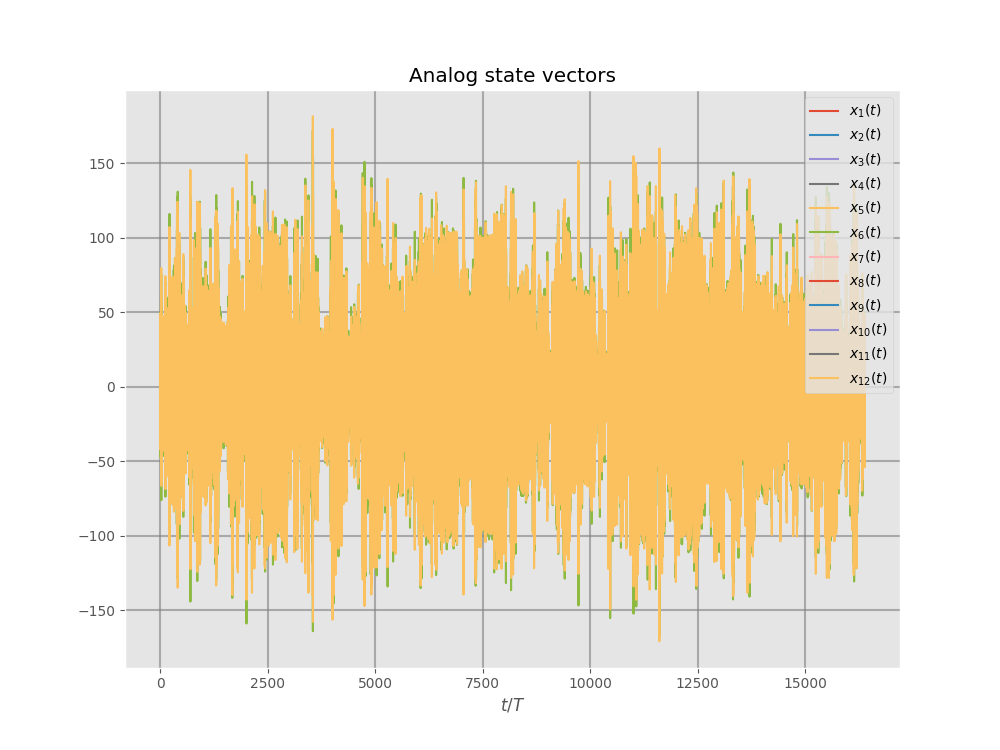 Analog state vectors
150
100
50
0
−50
−100
−150
0 2500 5000 7500 10000 12500 15000
t/T
x₁(t)
x₂(t)
x₃(t)
x₄(t)
x₅(t)
x₆(t)
x₇(t)
x₈(t)
x₉(t)
x₁₀(t)
x₁₁(t)
x₁₂(t)